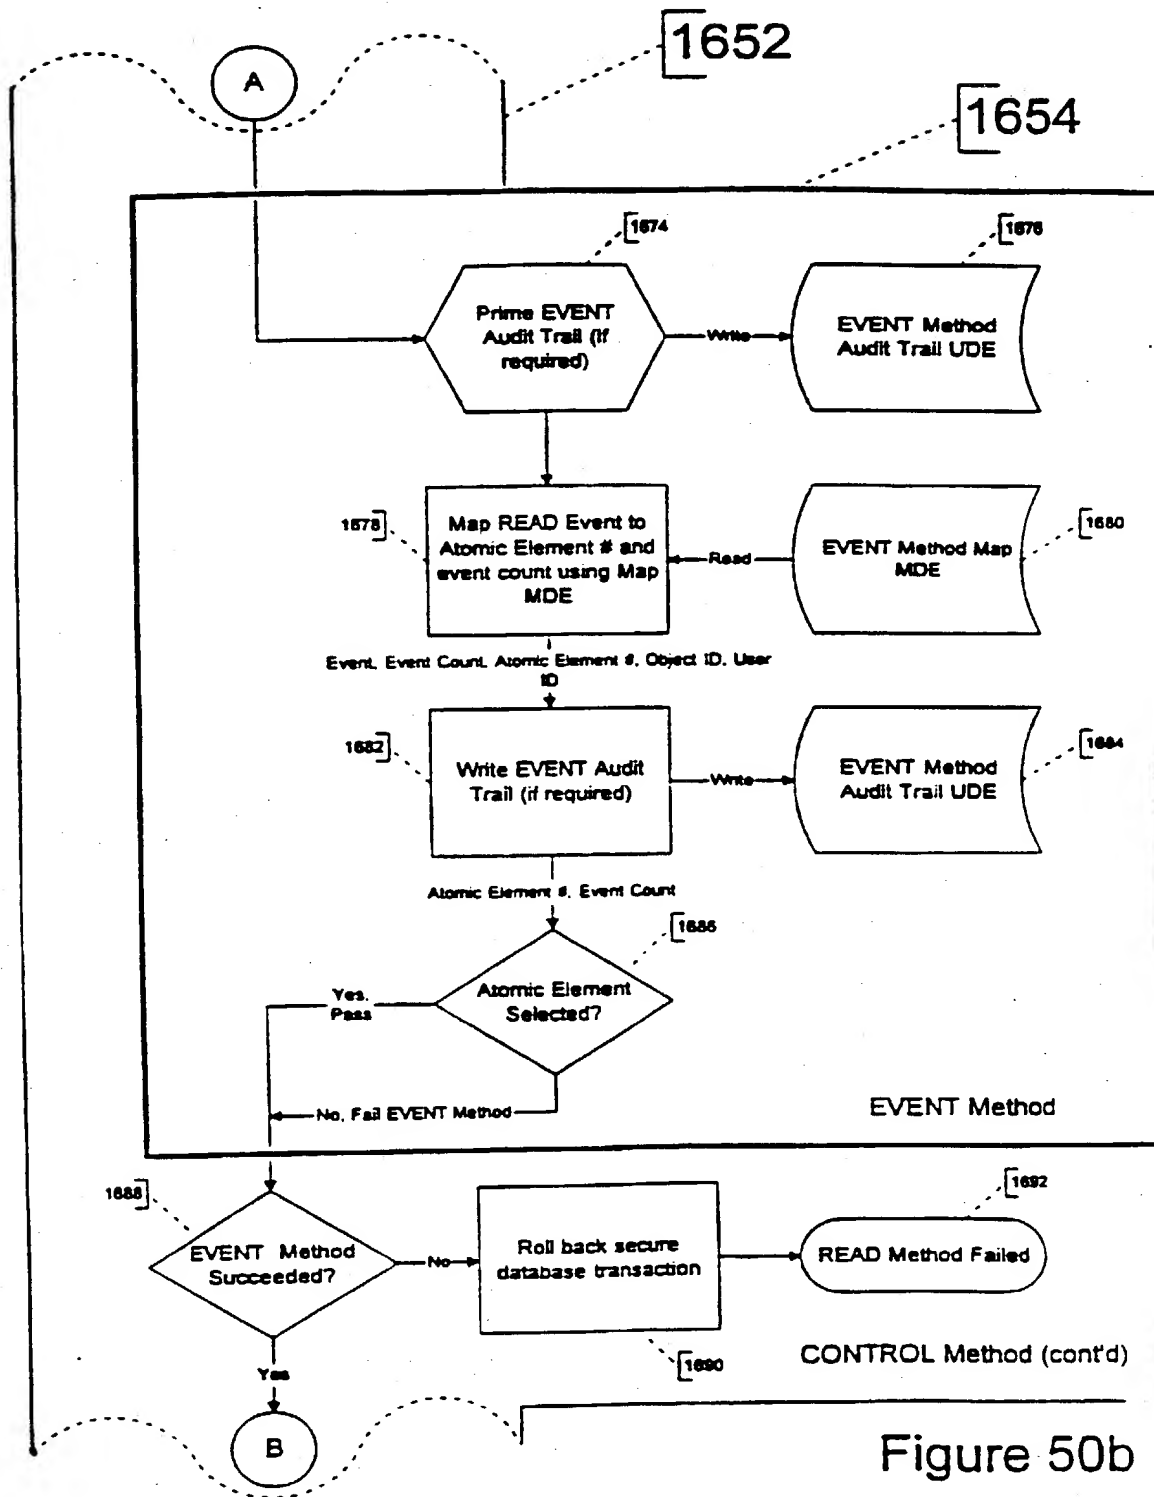 1652
A
1654
1674
1676
Prime EVENT
Audit Trail (if
required)
Write
EVENT Method
Audit Trail UDE
1678
Map READ Event to
Atomic Element # and
event count using Map
MDE
Read
EVENT Method Map
MDE
1680
Event, Event Count, Atomic Element #, Object ID, User
ID
1682
Write EVENT Audit
Trail (if required)
Write
EVENT Method
Audit Trail UDE
1684
Atomic Element #, Event Count
1686
Yes,
Pass
Atomic Element
Selected?
No, Fail EVENT Method
EVENT Method
1688
EVENT Method
Succeeded?
No
Roll back secure
database transaction
1692
READ Method Failed
1690
CONTROL Method (cont'd)
Yes
B
Figure 50b